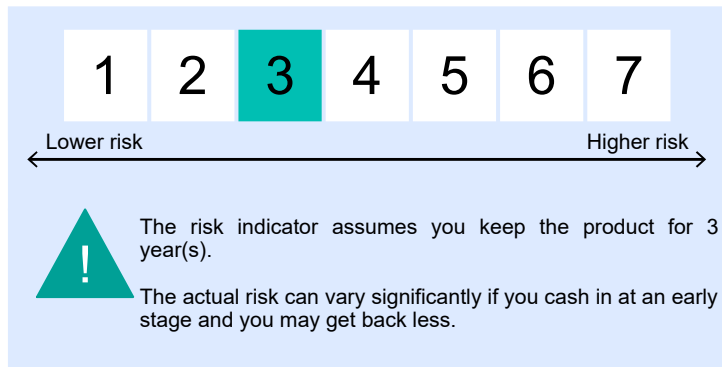 1 2 3 4 5 6 7
Lower risk Higher risk
!
The risk indicator assumes you keep the product for 3
year(s).
The actual risk can vary significantly if you cash in at an early
stage and you may get back less.